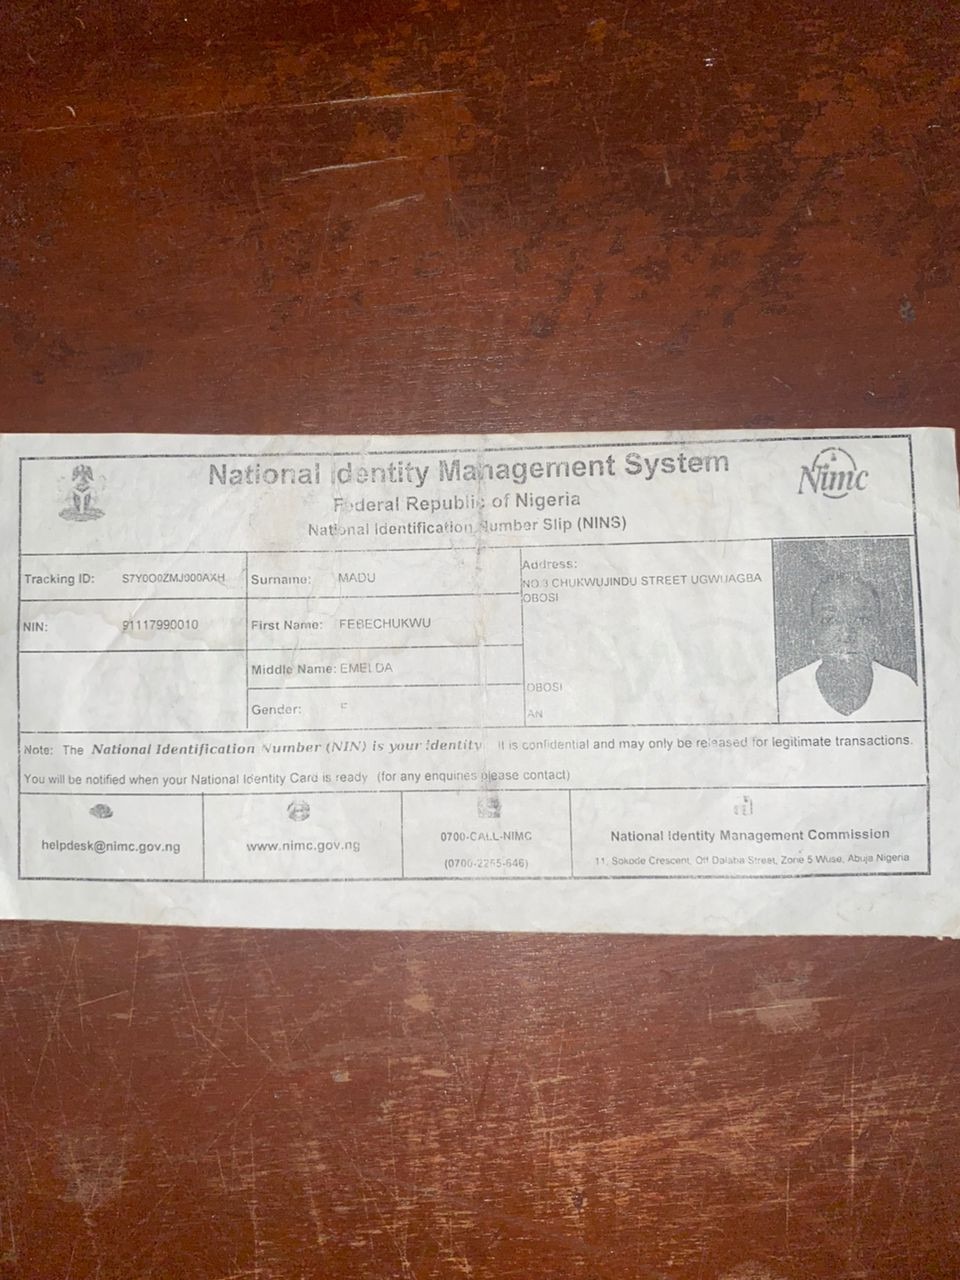 National Identity Management System
Federal Republic of Nigeria
National Identification Number Slip (NINS)
Nimc
Tracking ID: S7Y0O0ZMJ000AXH
Surname: MADU
Address:
NO 3 CHUKWUJINDU STREET UGWUAGBA
OBOSI
NIN: 91117990010
First Name: FEBECHUKWU
Middle Name: EMELDA
OBOSI
Gender: F
AN
Note: The National Identification Number (NIN) is your identity. It is confidential and may only be released for legitimate transactions.
You will be notified when your National Identity Card is ready (for any enquiries please contact)
helpdesk@nimc.gov.ng
www.nimc.gov.ng
0700-CALL-NIMC
(0700-2255-646)
National Identity Management Commission
11, Sokode Crescent, Off Dalaba Street, Zone 5 Wuse, Abuja Nigeria